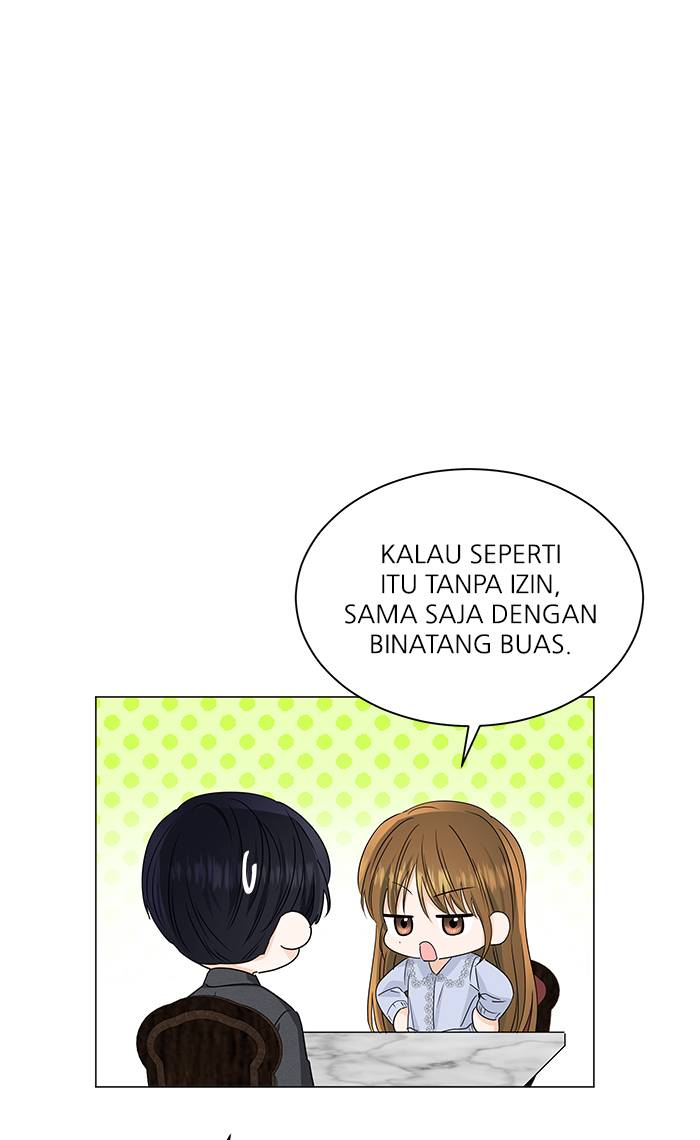 KALAU SEPERTI
ITU TANPA IZIN,
SAMA SAJA DENGAN
BINATANG BUAS.